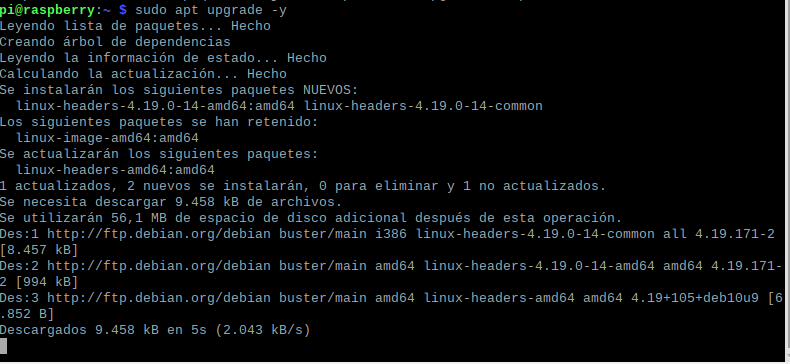 pi@raspberry:~ $ sudo apt upgrade -y
Leyendo lista de paquetes... Hecho
Creando árbol de dependencias
Leyendo la información de estado... Hecho
Calculando la actualización... Hecho
Se instalarán los siguientes paquetes NUEVOS:
  linux-headers-4.19.0-14-amd64:amd64 linux-headers-4.19.0-14-common
Los siguientes paquetes se han retenido:
  linux-image-amd64:amd64
Se actualizarán los siguientes paquetes:
  linux-headers-amd64:amd64
1 actualizados, 2 nuevos se instalarán, 0 para eliminar y 1 no actualizados.
Se necesita descargar 9.458 kB de archivos.
Se utilizarán 56,1 MB de espacio de disco adicional después de esta operación.
Des:1 http://ftp.debian.org/debian buster/main i386 linux-headers-4.19.0-14-common all 4.19.171-2
[8.457 kB]
Des:2 http://ftp.debian.org/debian buster/main amd64 linux-headers-4.19.0-14-amd64 amd64 4.19.171-
2 [994 kB]
Des:3 http://ftp.debian.org/debian buster/main amd64 linux-headers-amd64 amd64 4.19+105+deb10u9 [6
.852 B]
Descargados 9.458 kB en 5s (2.043 kB/s)